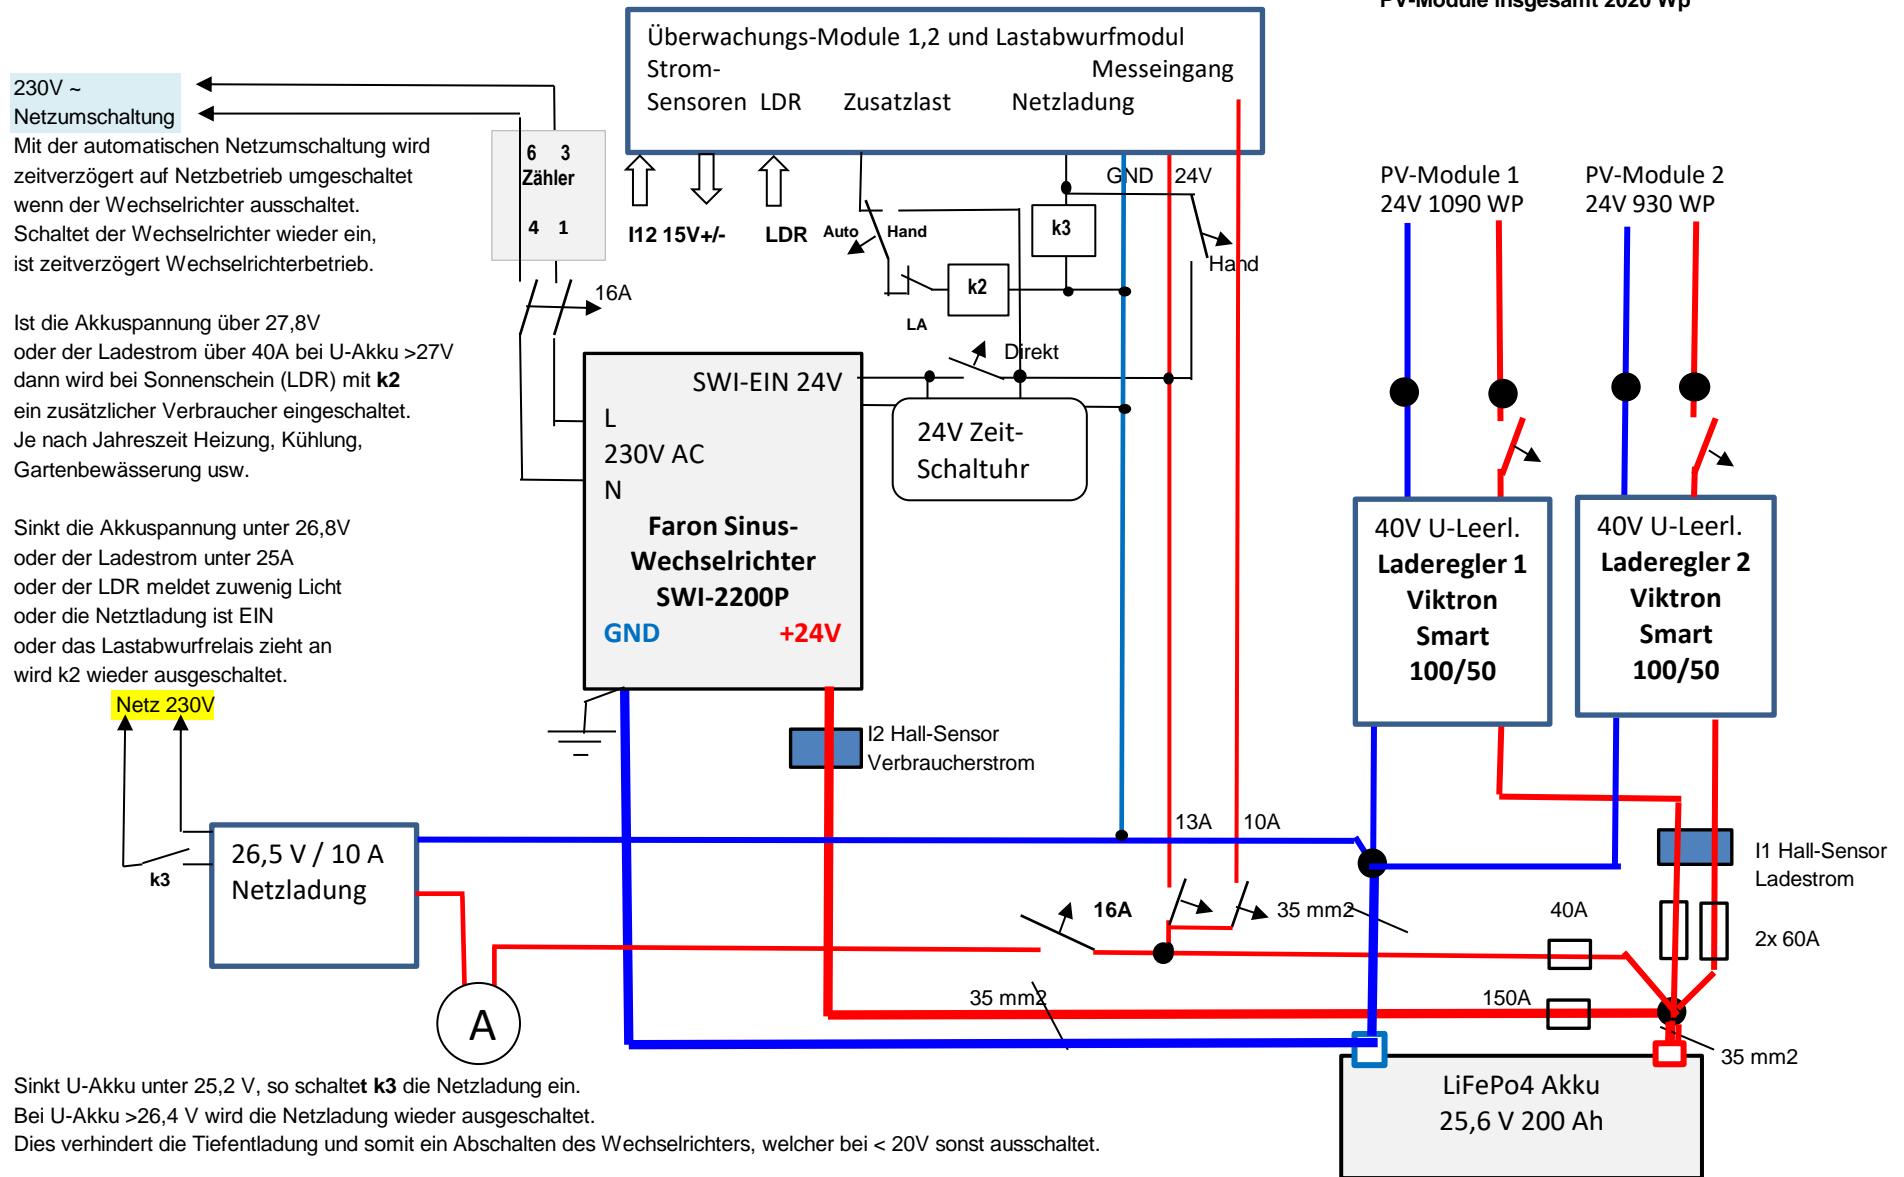 PV-Module insgesamt 2020 Wp
Überwachungs-Module 1,2 und Lastabwurfmodul
Strom- Messeingang
Sensoren LDR Zusatzlast Netzladung
230V ~
Netzumschaltung
Mit der automatischen Netzumschaltung wird
zeitverzögert auf Netzbetrieb umgeschaltet
wenn der Wechselrichter ausschaltet.
Schaltet der Wechselrichter wieder ein,
ist zeitverzögert Wechselrichterbetrieb.
6 3
Zähler
4 1
I12 15V+/-
LDR
Auto
Hand
k3
GND
24V
Hand
k2
LA
16A
Direkt
PV-Module 1
24V 1090 WP
PV-Module 2
24V 930 WP
Ist die Akkuspannung über 27,8V
oder der Ladestrom über 40A bei U-Akku >27V
dann wird bei Sonnenschein (LDR) mit k2
ein zusätzlicher Verbraucher eingeschaltet.
Je nach Jahreszeit Heizung, Kühlung,
Gartenbewässerung usw.
SWI-EIN 24V
L
230V AC
N
Faron Sinus-
Wechselrichter
SWI-2200P
GND +24V
24V Zeit-
Schaltuhr
40V U-Leerl.
Laderegler 1
Viktron
Smart
100/50
40V U-Leerl.
Laderegler 2
Viktron
Smart
100/50
Sinkt die Akkuspannung unter 26,8V
oder der Ladestrom unter 25A
oder der LDR meldet zuwenig Licht
oder die Netztladung ist EIN
oder das Lastabwurfrelais zieht an
wird k2 wieder ausgeschaltet.
Netz 230V
I2 Hall-Sensor
Verbraucherstrom
k3
26,5 V / 10 A
Netzladung
13A
10A
I1 Hall-Sensor
Ladestrom
16A
35 mm2
40A
2x 60A
35 mm2
150A
A
35 mm2
LiFePo4 Akku
25,6 V 200 Ah
Sinkt U-Akku unter 25,2 V, so schaltet k3 die Netzladung ein.
Bei U-Akku >26,4 V wird die Netzladung wieder ausgeschaltet.
Dies verhindert die Tiefentladung und somit ein Abschalten des Wechselrichters, welcher bei < 20V sonst ausschaltet.